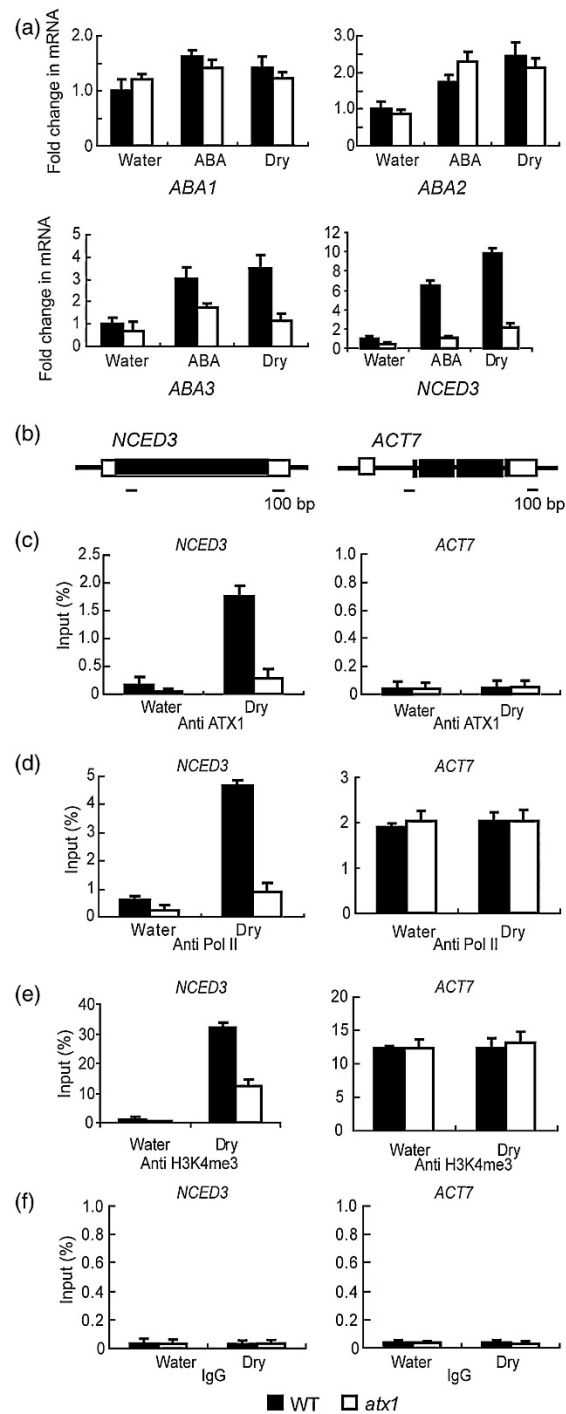 (a)
Fold change in mRNA
2.0
1.0
0
Water ABA Dry
ABA1
3.0
2.0
1.0
0
Water ABA Dry
ABA2
Fold change in mRNA
5
4
3
2
1
0
Water ABA Dry
ABA3
12
10
8
6
4
2
0
Water ABA Dry
NCED3
(b)
NCED3
100 bp
ACT7
100 bp
(c)
NCED3
Input (%)
2.5
2.0
1.5
1.0
0.5
0
Water Dry
Anti ATX1
ACT7
1.0
0.8
0.6
0.4
0.2
0
Water Dry
Anti ATX1
(d)
NCED3
Input (%)
5
4
3
2
1
0
Water Dry
Anti Pol II
ACT7
3
2
1
0
Water Dry
Anti Pol II
(e)
NCED3
Input (%)
40
30
20
10
0
Water Dry
Anti H3K4me3
ACT7
20
15
10
5
0
Water Dry
Anti H3K4me3
(f)
NCED3
Input (%)
1.0
0.8
0.6
0.4
0.2
0
Water Dry
IgG
ACT7
1.0
0.8
0.6
0.4
0.2
0
Water Dry
IgG
WT atx1